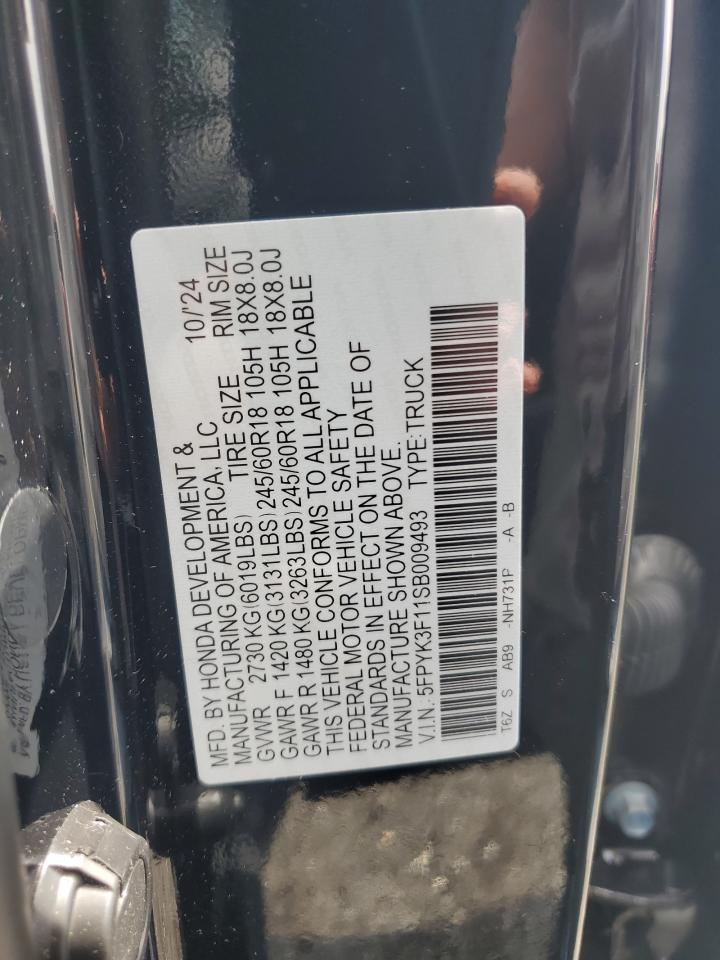 MFD. BY HONDA DEVELOPMENT & 10/'24
MANUFACTURING OF AMERICA, LLC
GVWR 2730 KG (6019LBS) TIRE SIZE RIM SIZE
GAWR F 1420 KG (3131LBS) 245/60R18 105H 18X8.0J
GAWR R 1480 KG (3263LBS) 245/60R18 105H 18X8.0J
THIS VEHICLE CONFORMS TO ALL APPLICABLE
FEDERAL MOTOR VEHICLE SAFETY
STANDARDS IN EFFECT ON THE DATE OF
MANUFACTURE SHOWN ABOVE.
V.I.N.: 5FPYK3F11SB009493 TYPE:TRUCK
T6Z S AB9 -NH731P -A -B